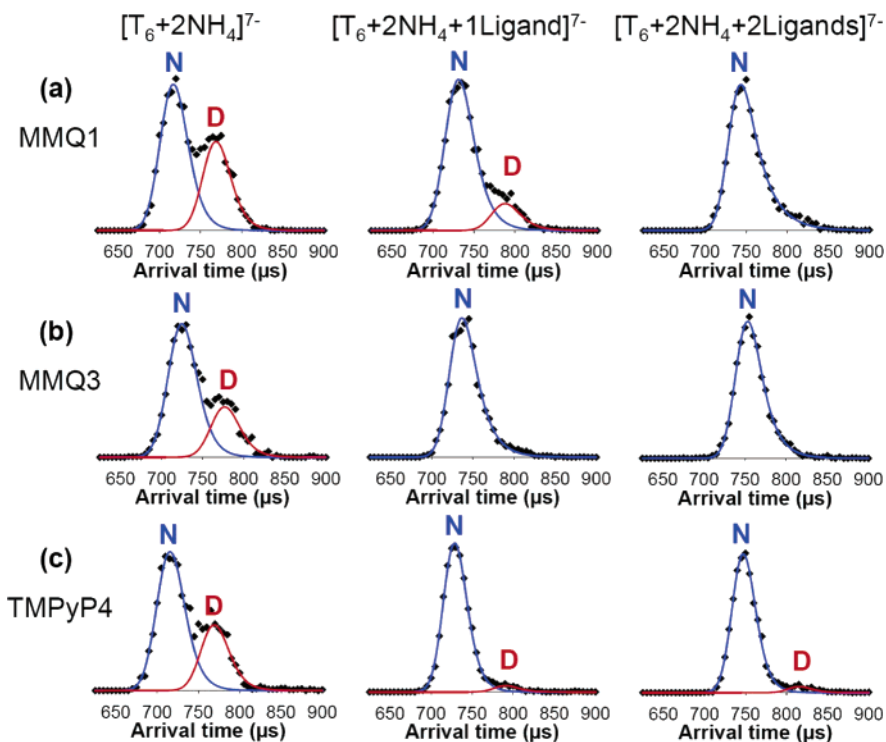 [T₆+2NH₄]⁷⁻ [T₆+2NH₄+1Ligand]⁷⁻ [T₆+2NH₄+2Ligands]⁷⁻
(a)
MMQ1
N D N D N
650 700 750 800 850 900 650 700 750 800 850 900 650 700 750 800 850 900
Arrival time (µs) Arrival time (µs) Arrival time (µs)
(b)
MMQ3
N D N N
650 700 750 800 850 900 650 700 750 800 850 900 650 700 750 800 850 900
Arrival time (µs) Arrival time (µs) Arrival time (µs)
(c)
TMPyP4
N D N D N D
650 700 750 800 850 900 650 700 750 800 850 900 650 700 750 800 850 900
Arrival time (µs) Arrival time (µs) Arrival time (µs)